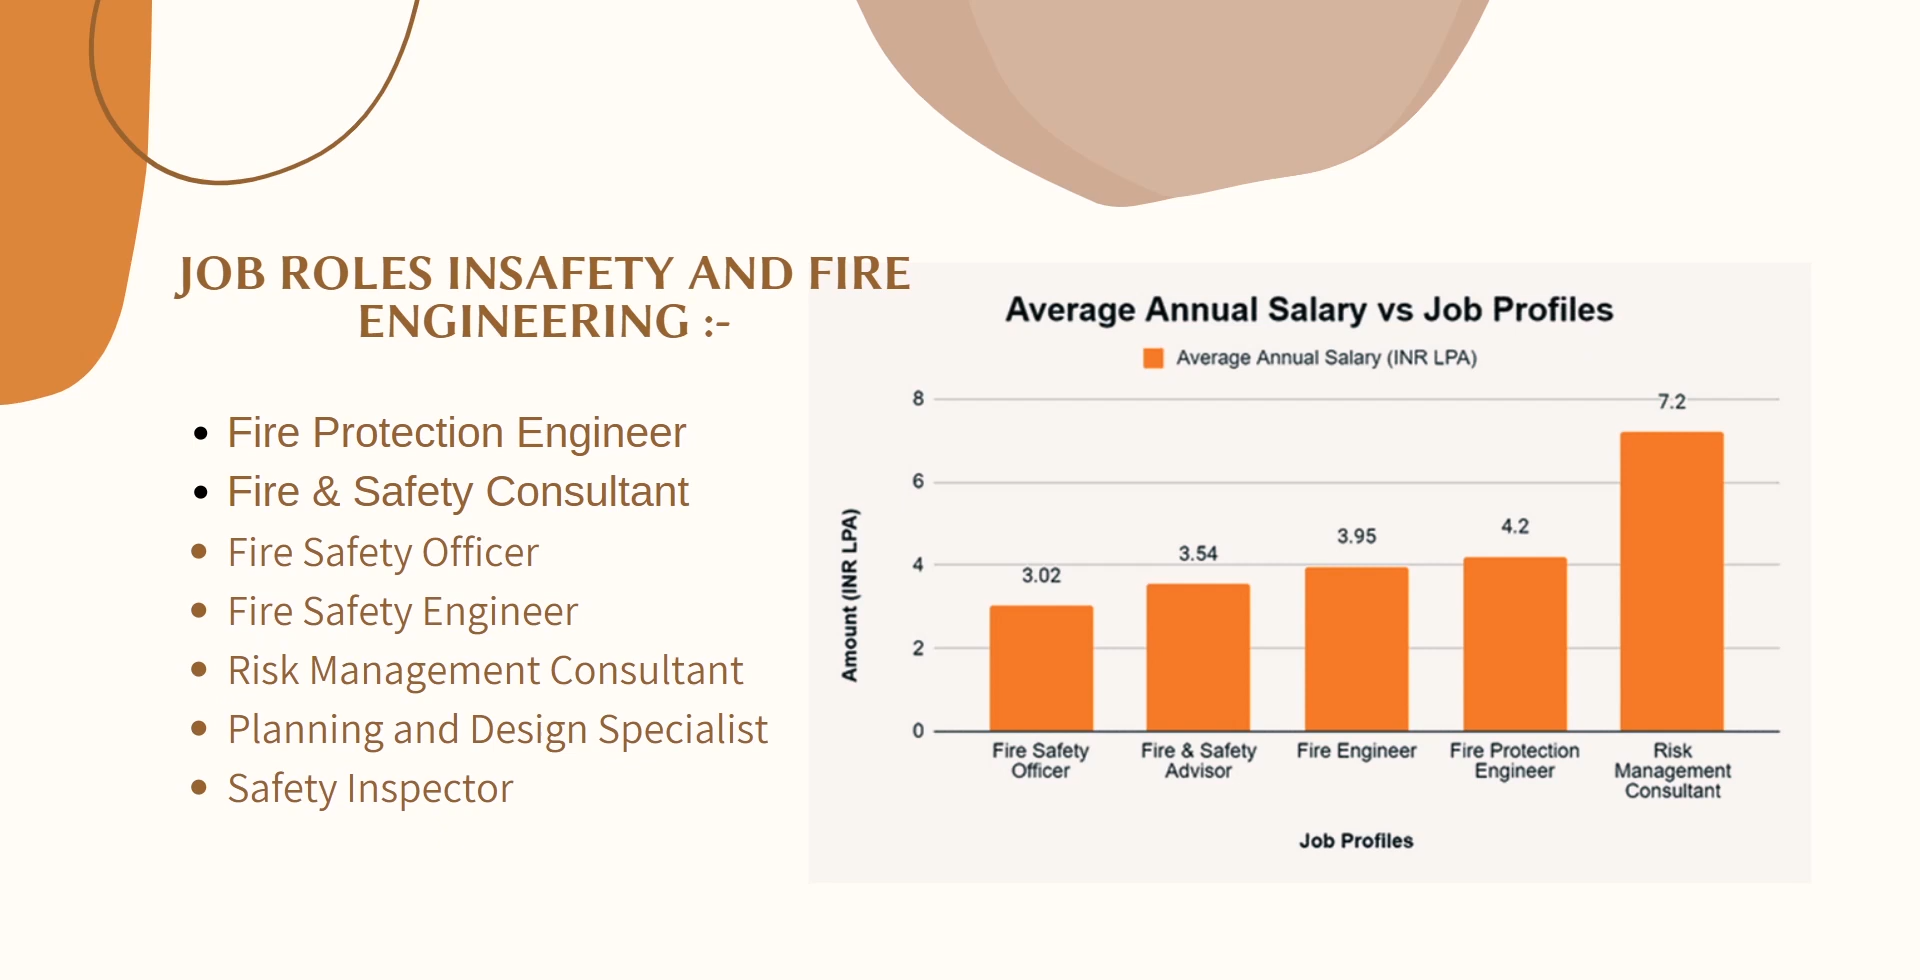 JOB ROLES INSAFETY AND FIRE
ENGINEERING :-
• Fire Protection Engineer
• Fire & Safety Consultant
• Fire Safety Officer
• Fire Safety Engineer
• Risk Management Consultant
• Planning and Design Specialist
• Safety Inspector
Average Annual Salary vs Job Profiles
Average Annual Salary (INR LPA)
Amount (INR LPA)
8
6
4
2
0
3.02
3.54
3.95
4.2
7.2
Fire Safety
Officer
Fire & Safety
Advisor
Fire Engineer
Fire Protection
Engineer
Risk
Management
Consultant
Job Profiles